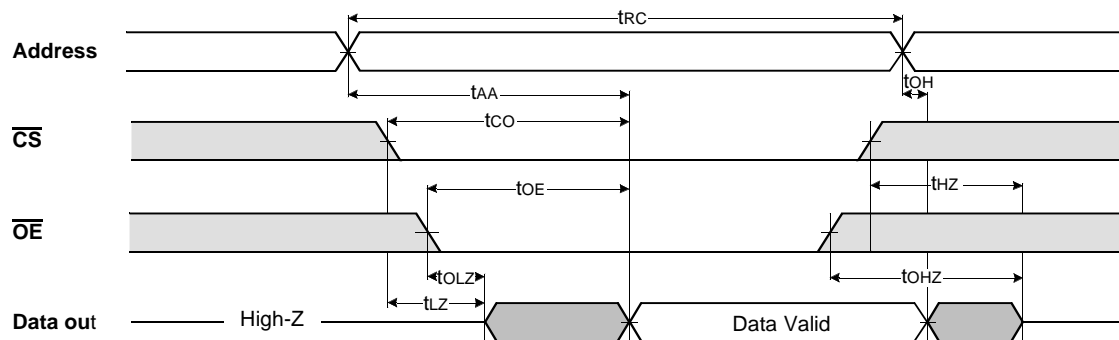 tRC
Address
tOH
tAA
CS
tCO
tHZ
tOE
OE
tOLZ
tOHZ
tLZ
Data out
High-Z
Data Valid